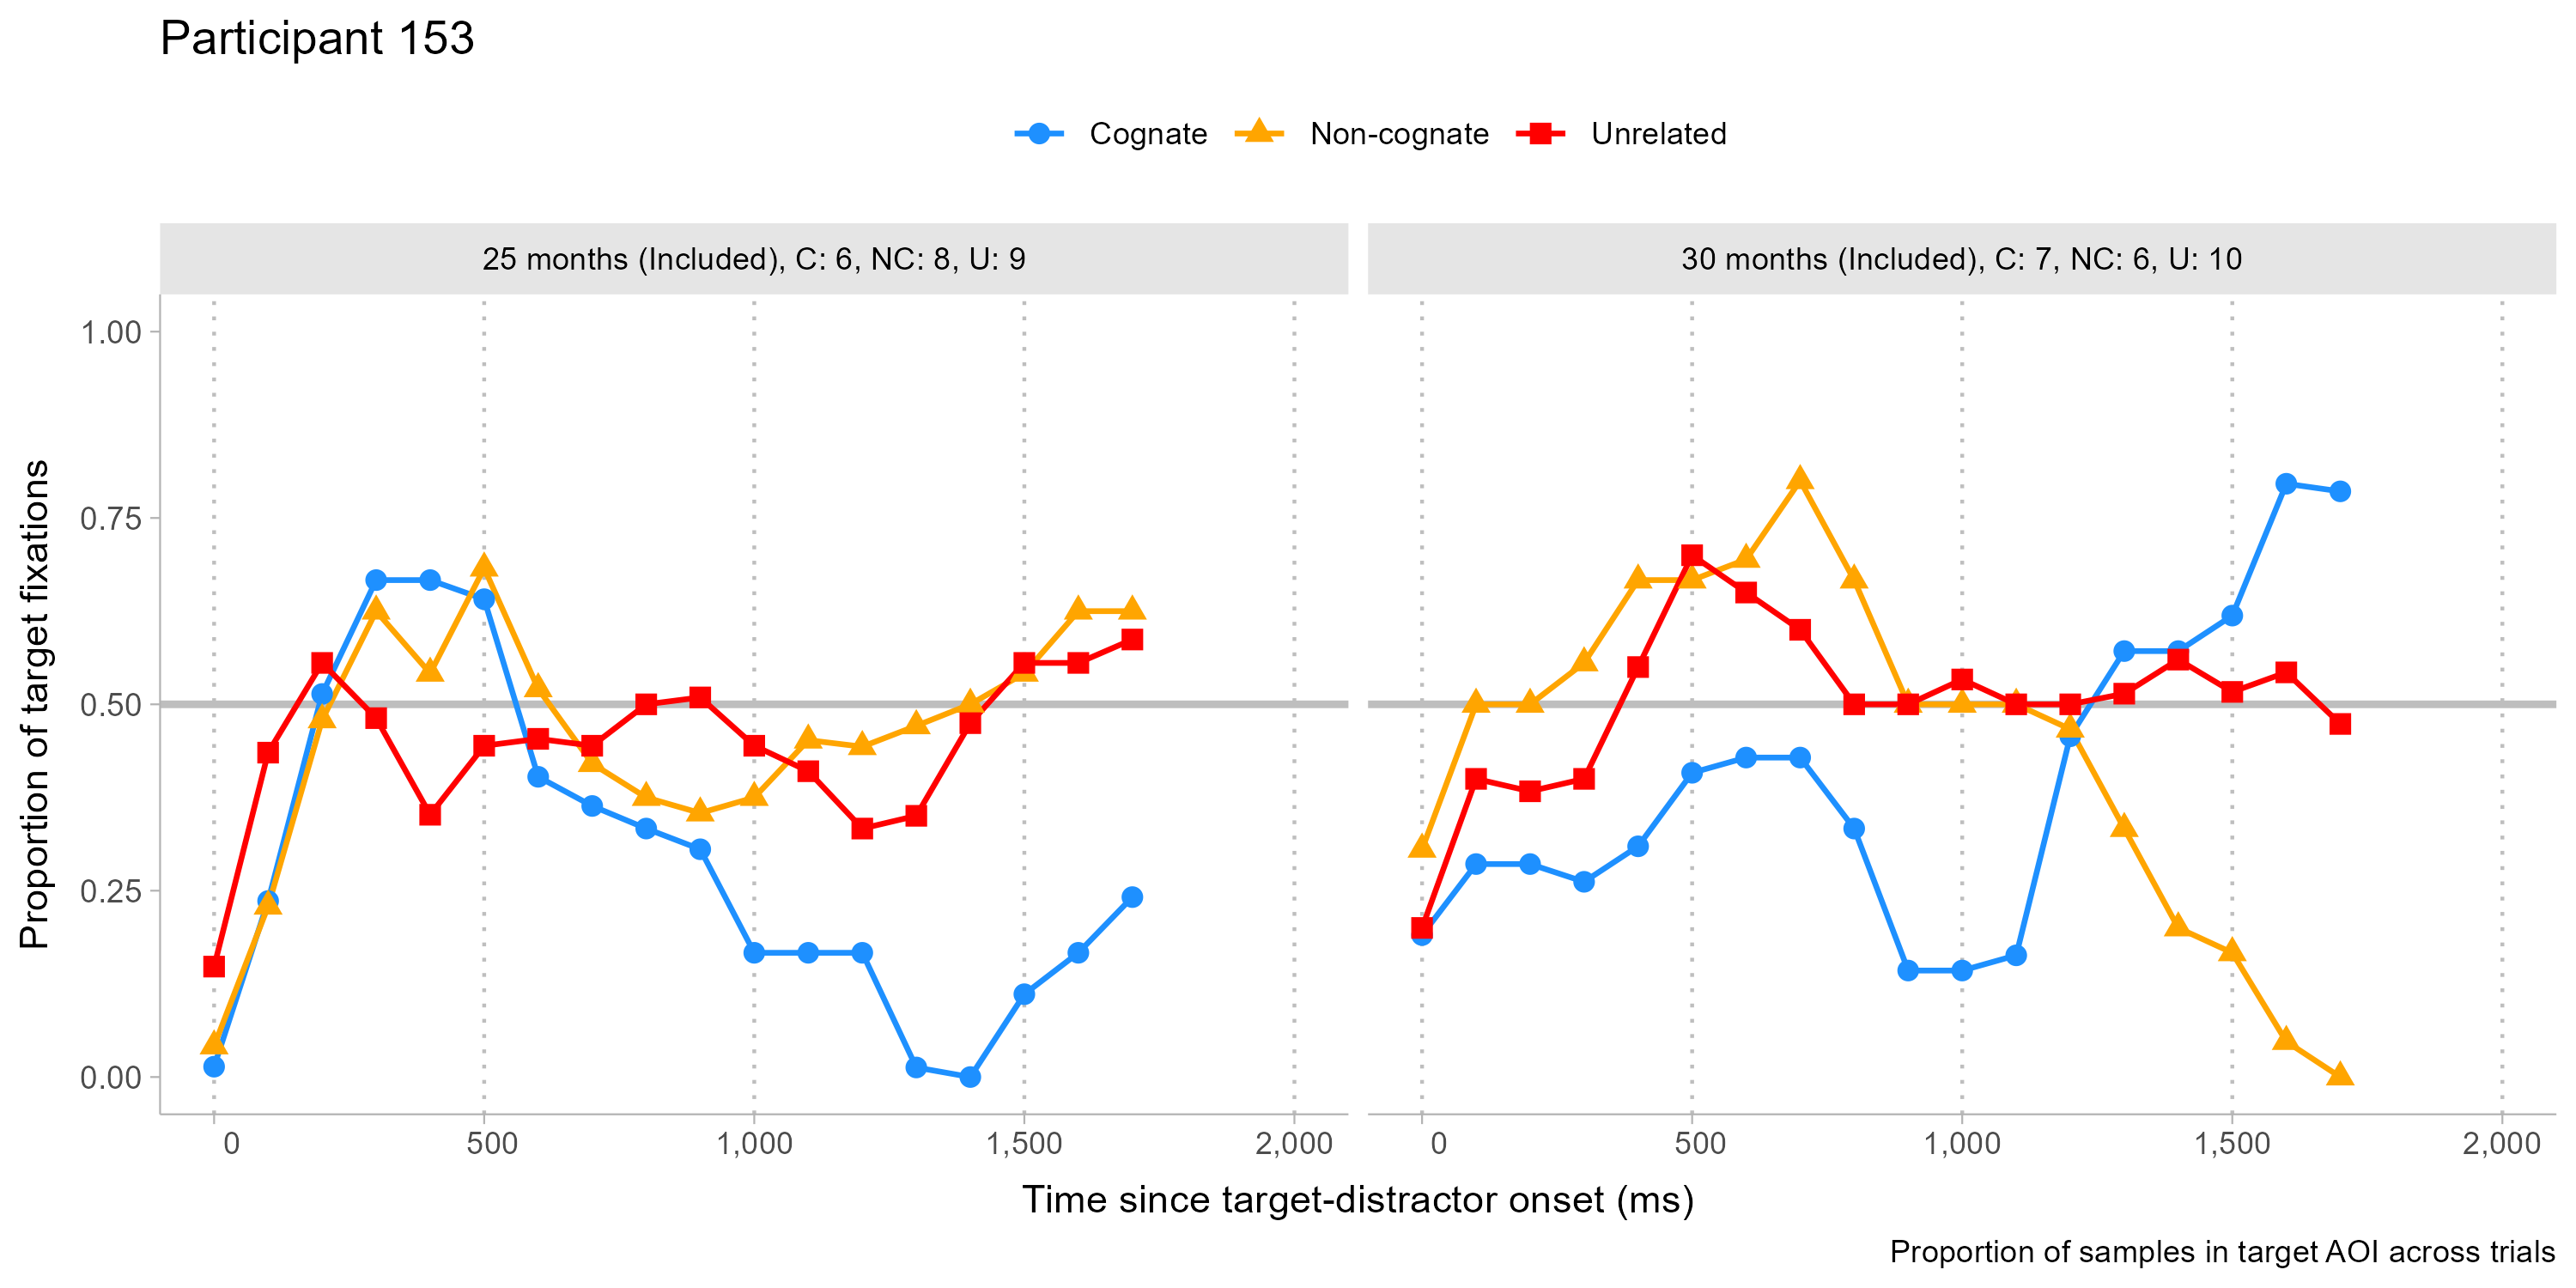 Participant 153
Cognate Non-cognate Unrelated
25 months (Included), C: 6, NC: 8, U: 9
30 months (Included), C: 7, NC: 6, U: 10
Proportion of target fixations
1.00
0.75
0.50
0.25
0.00
0 500 1,000 1,500 2,000
0 500 1,000 1,500 2,000
Time since target-distractor onset (ms)
Proportion of samples in target AOI across trials